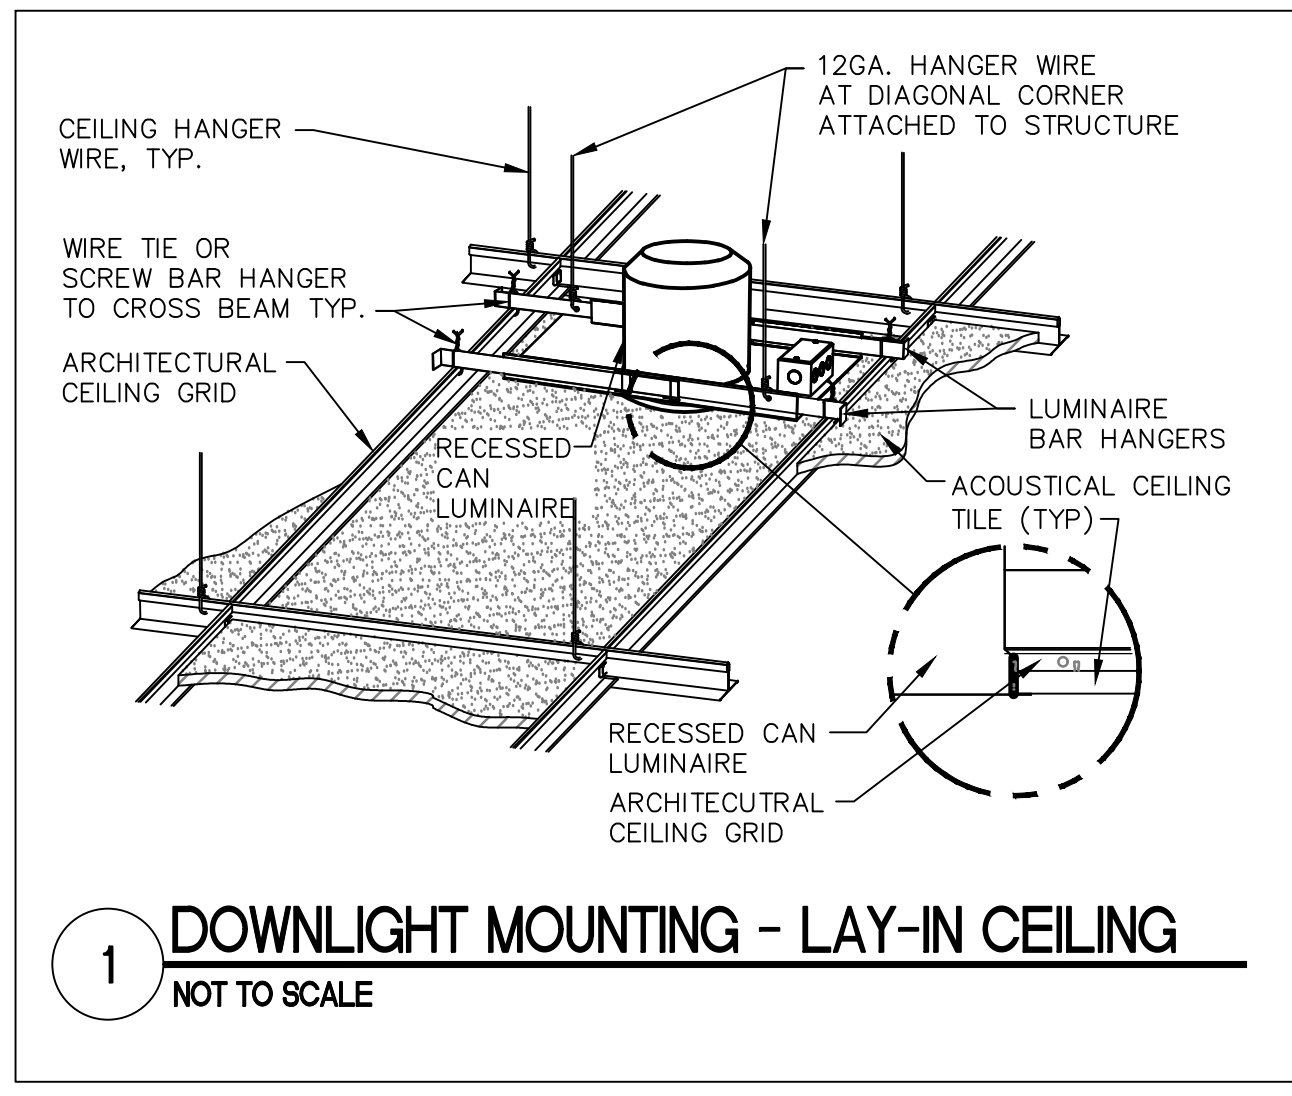 12GA. HANGER WIRE
AT DIAGONAL CORNER
ATTACHED TO STRUCTURE
CEILING HANGER
WIRE, TYP.
WIRE TIE OR
SCREW BAR HANGER
TO CROSS BEAM TYP.
ARCHITECTURAL
CEILING GRID
RECESSED
CAN
LUMINAIRE
LUMINAIRE
BAR HANGERS
ACOUSTICAL CEILING
TILE (TYP)
RECESSED CAN
LUMINAIRE
ARCHITECUTRAL
CEILING GRID
1
DOWNLIGHT MOUNTING - LAY-IN CEILING
NOT TO SCALE